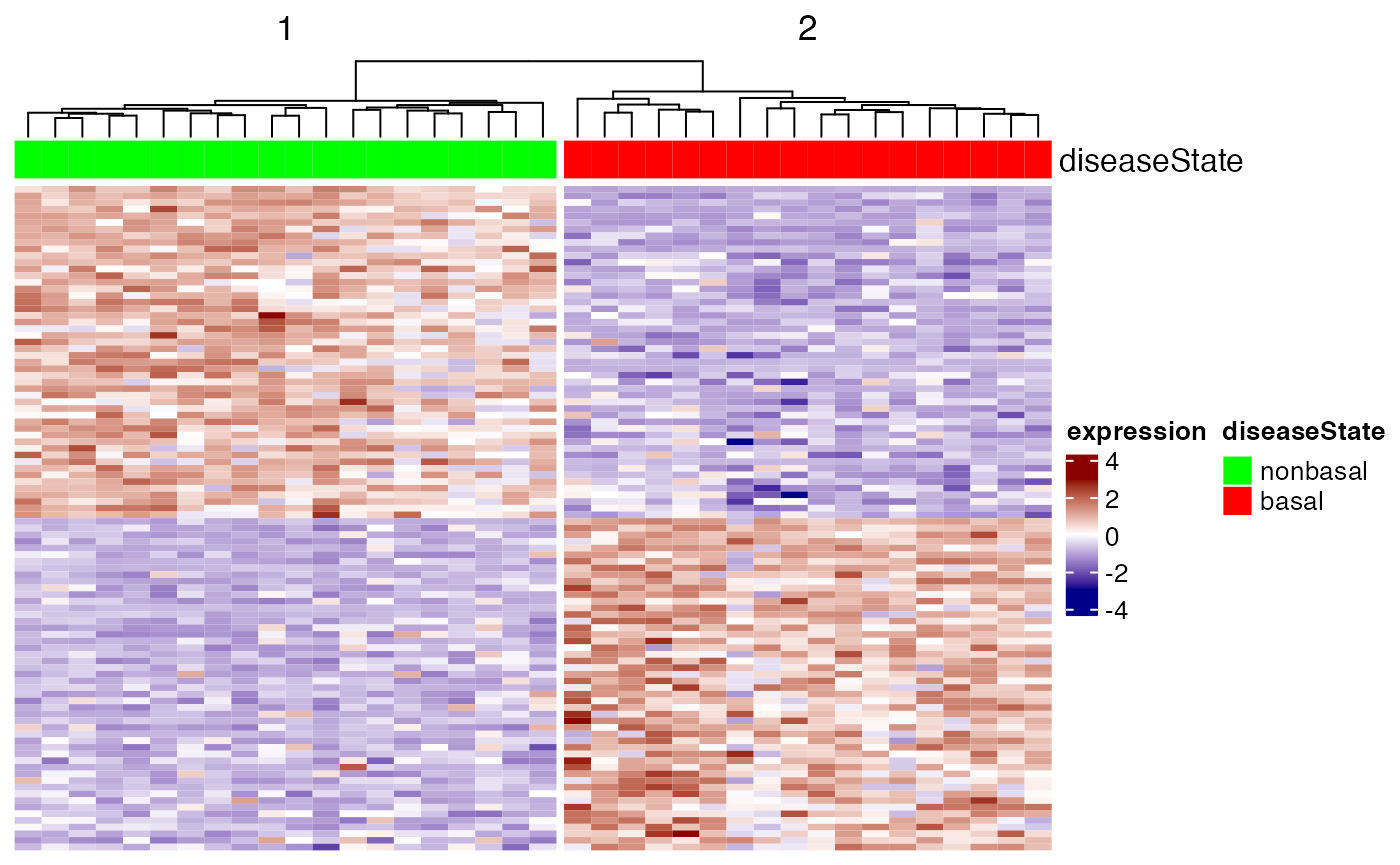 1 2
diseaseState
expression diseaseState
4 nonbasal
2 basal
0
-2
-4